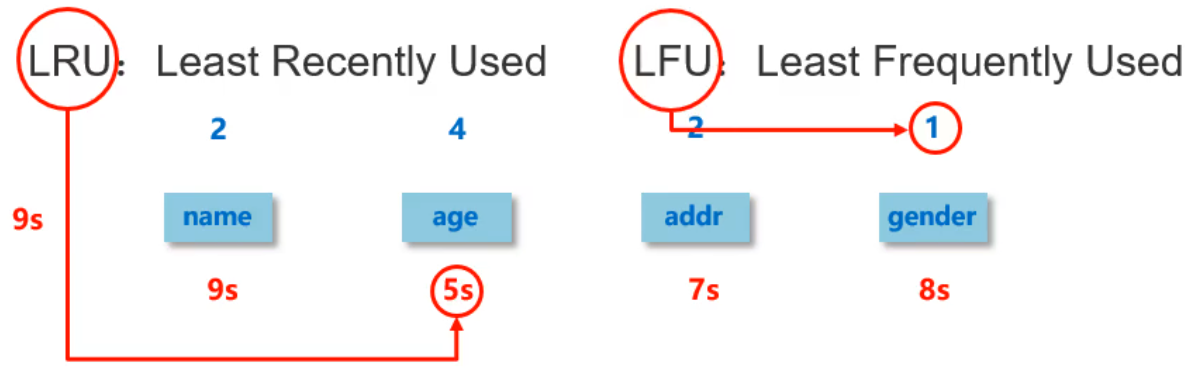 LRU： Least Recently Used LFU： Least Frequently Used
2 4 2 1
9s name age addr gender
9s 5s 7s 8s